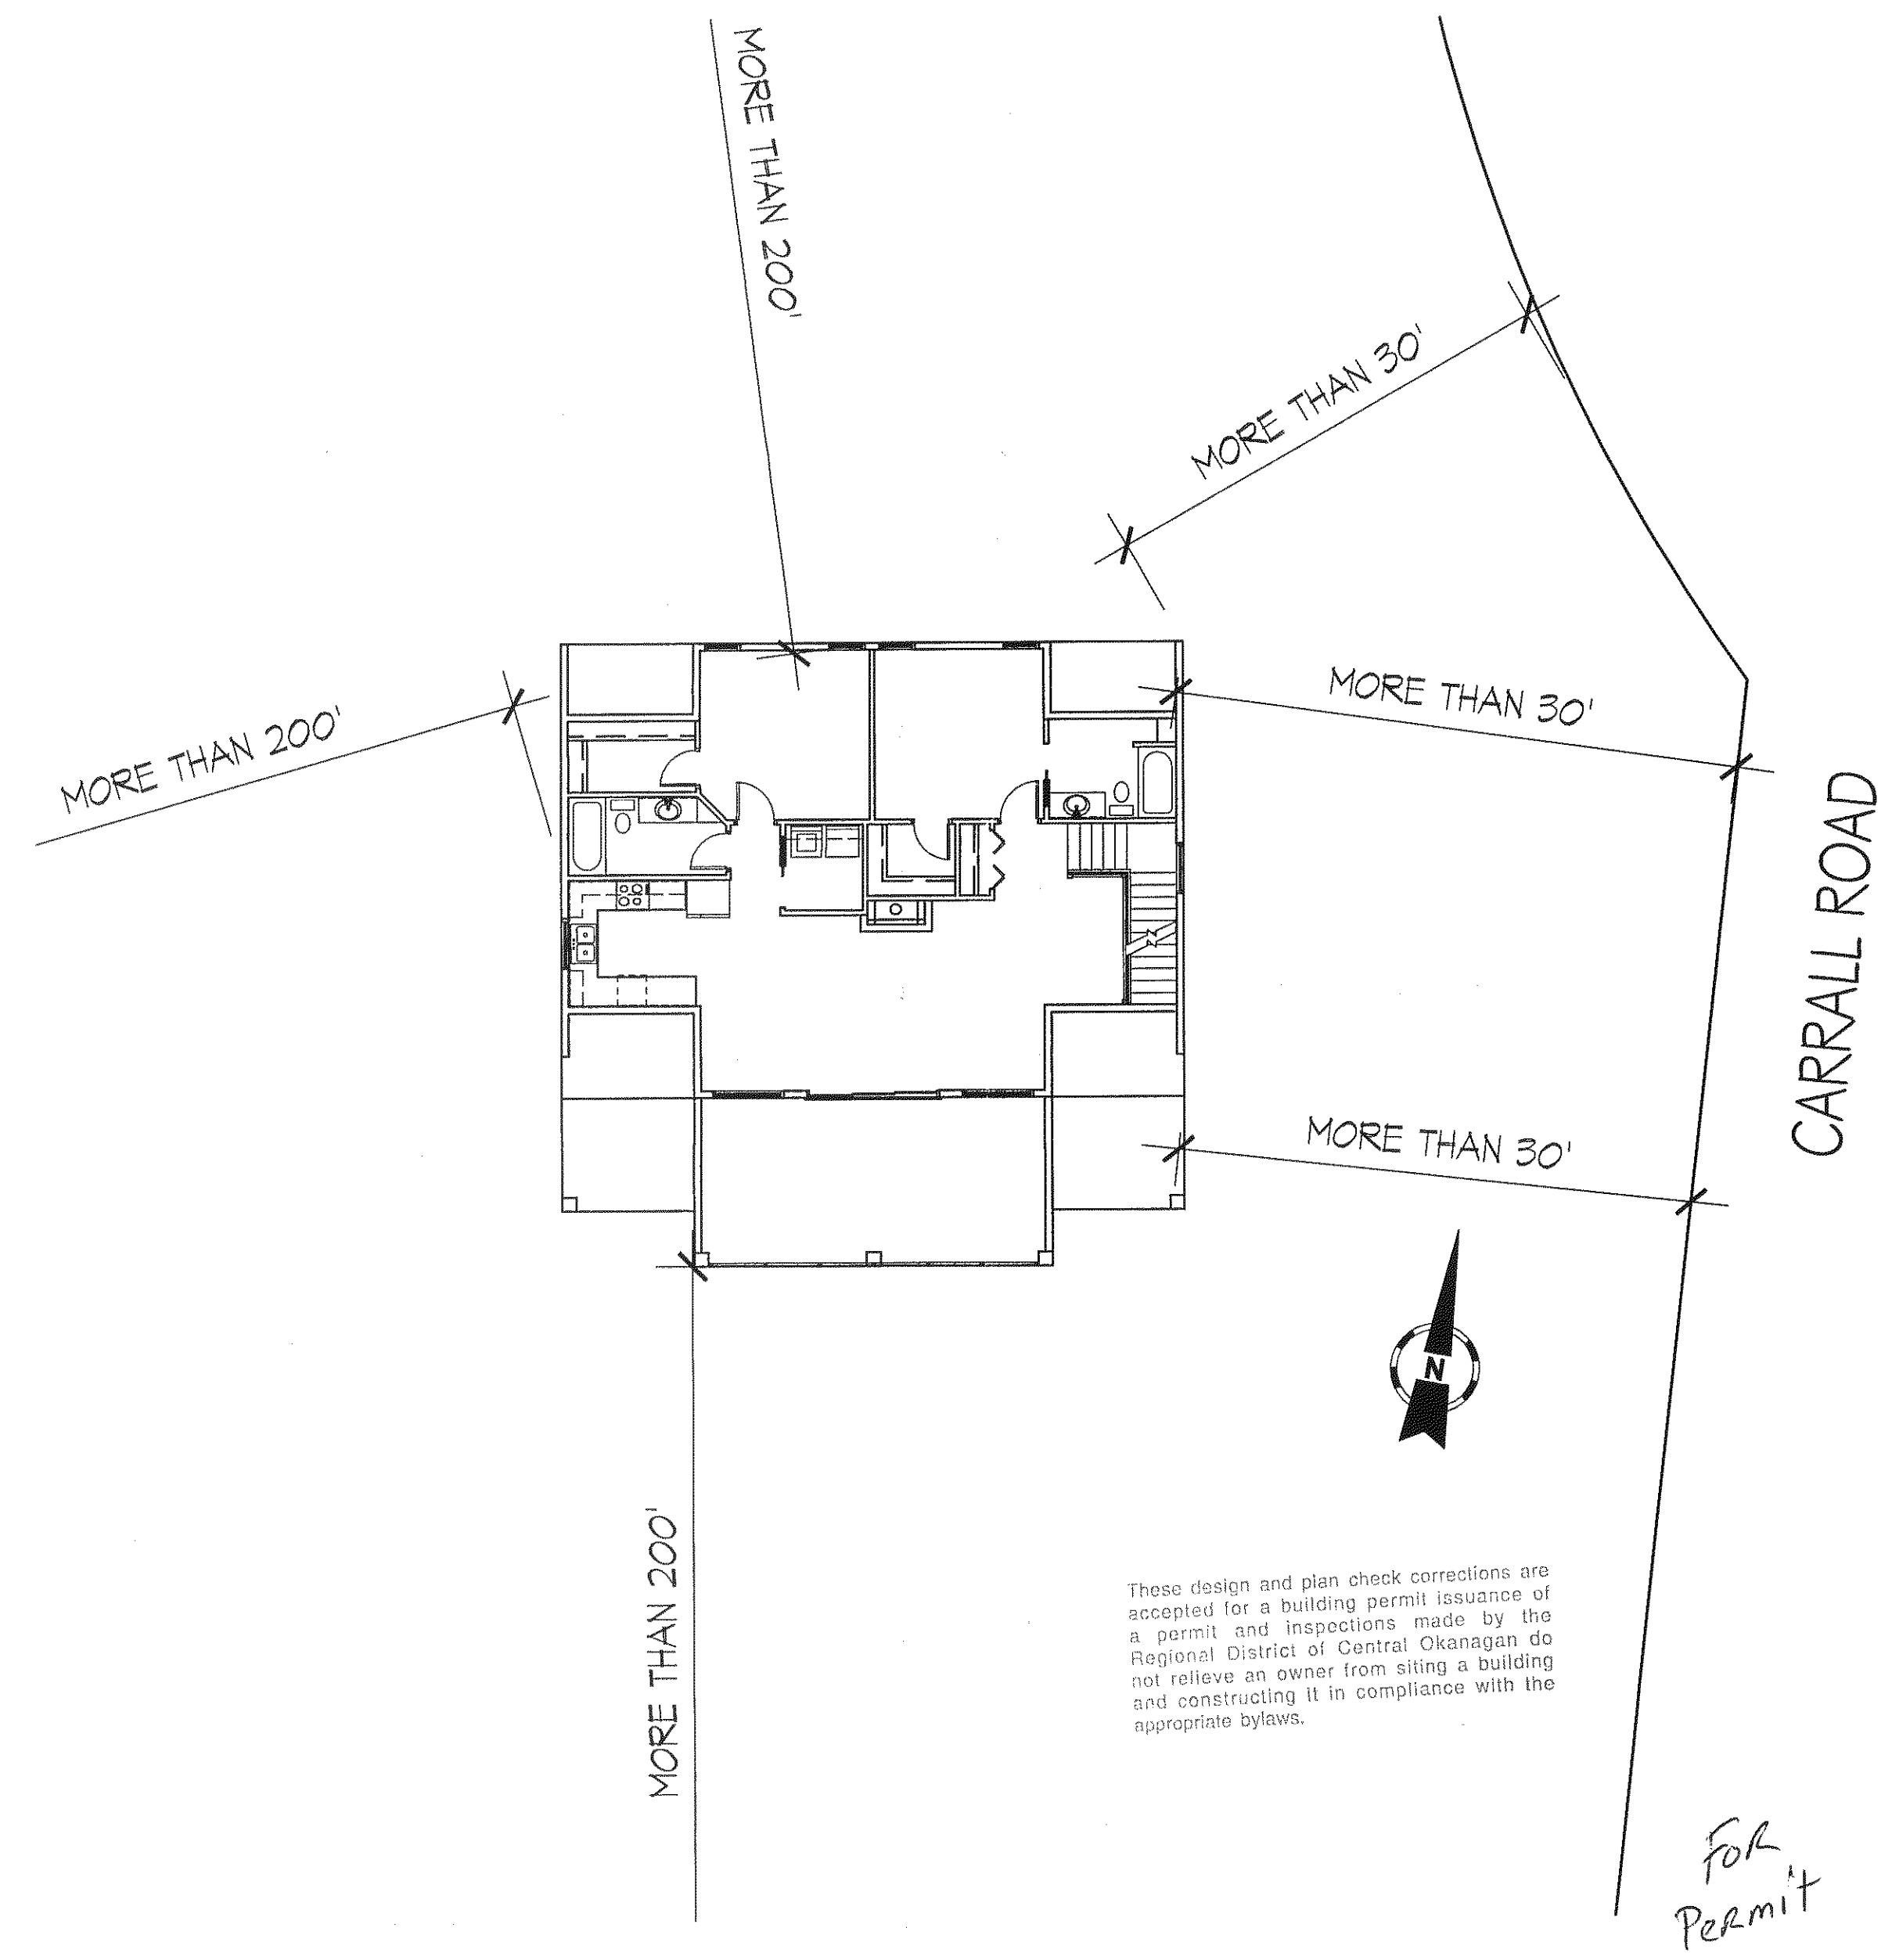 MORE THAN 200'
MORE THAN 30'
MORE THAN 200'
MORE THAN 30'
CARRALL ROAD
MORE THAN 30'
N
MORE THAN 200'
These design and plan check corrections are
accepted for a building permit issuance of
a permit and inspections made by the
Regional District of Central Okanagan do
not relieve an owner from siting a building
and constructing it in compliance with the
appropriate bylaws.
FOR
PERMIT